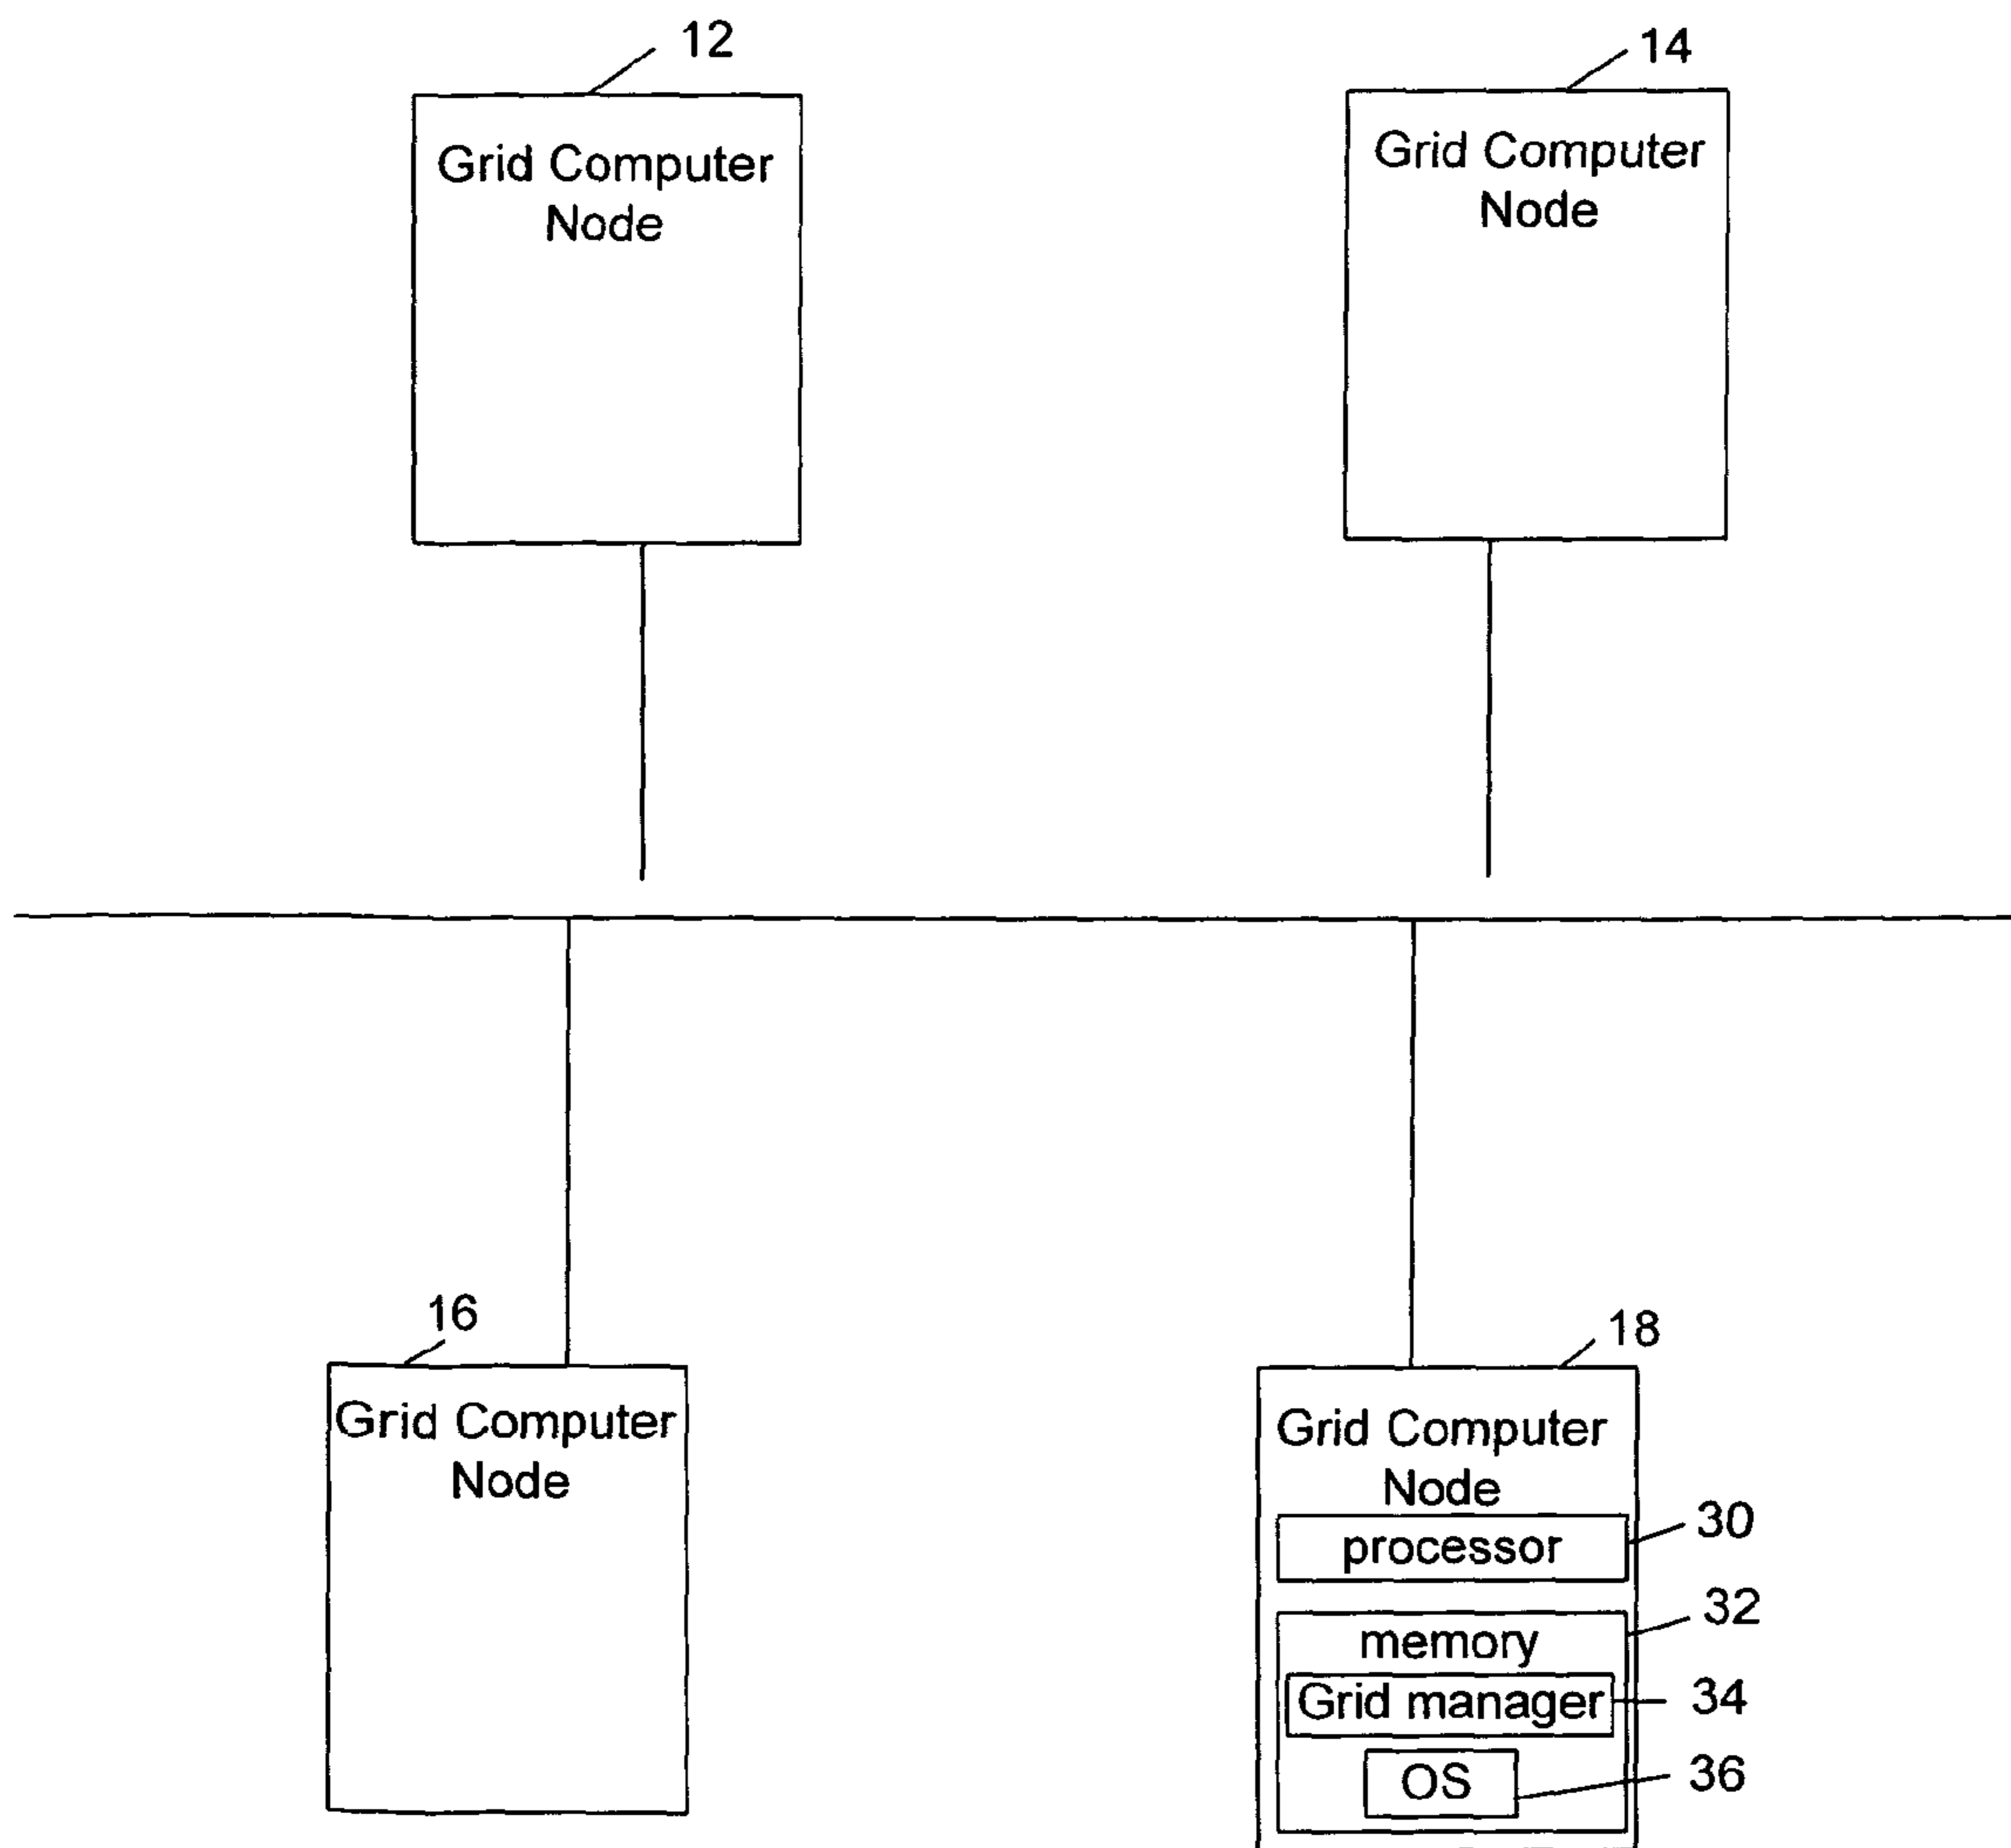 12
14
Grid Computer
Node
Grid Computer
Node
16
18
Grid Computer
Node
Grid Computer
Node
processor
30
memory
32
Grid manager
34
OS
36